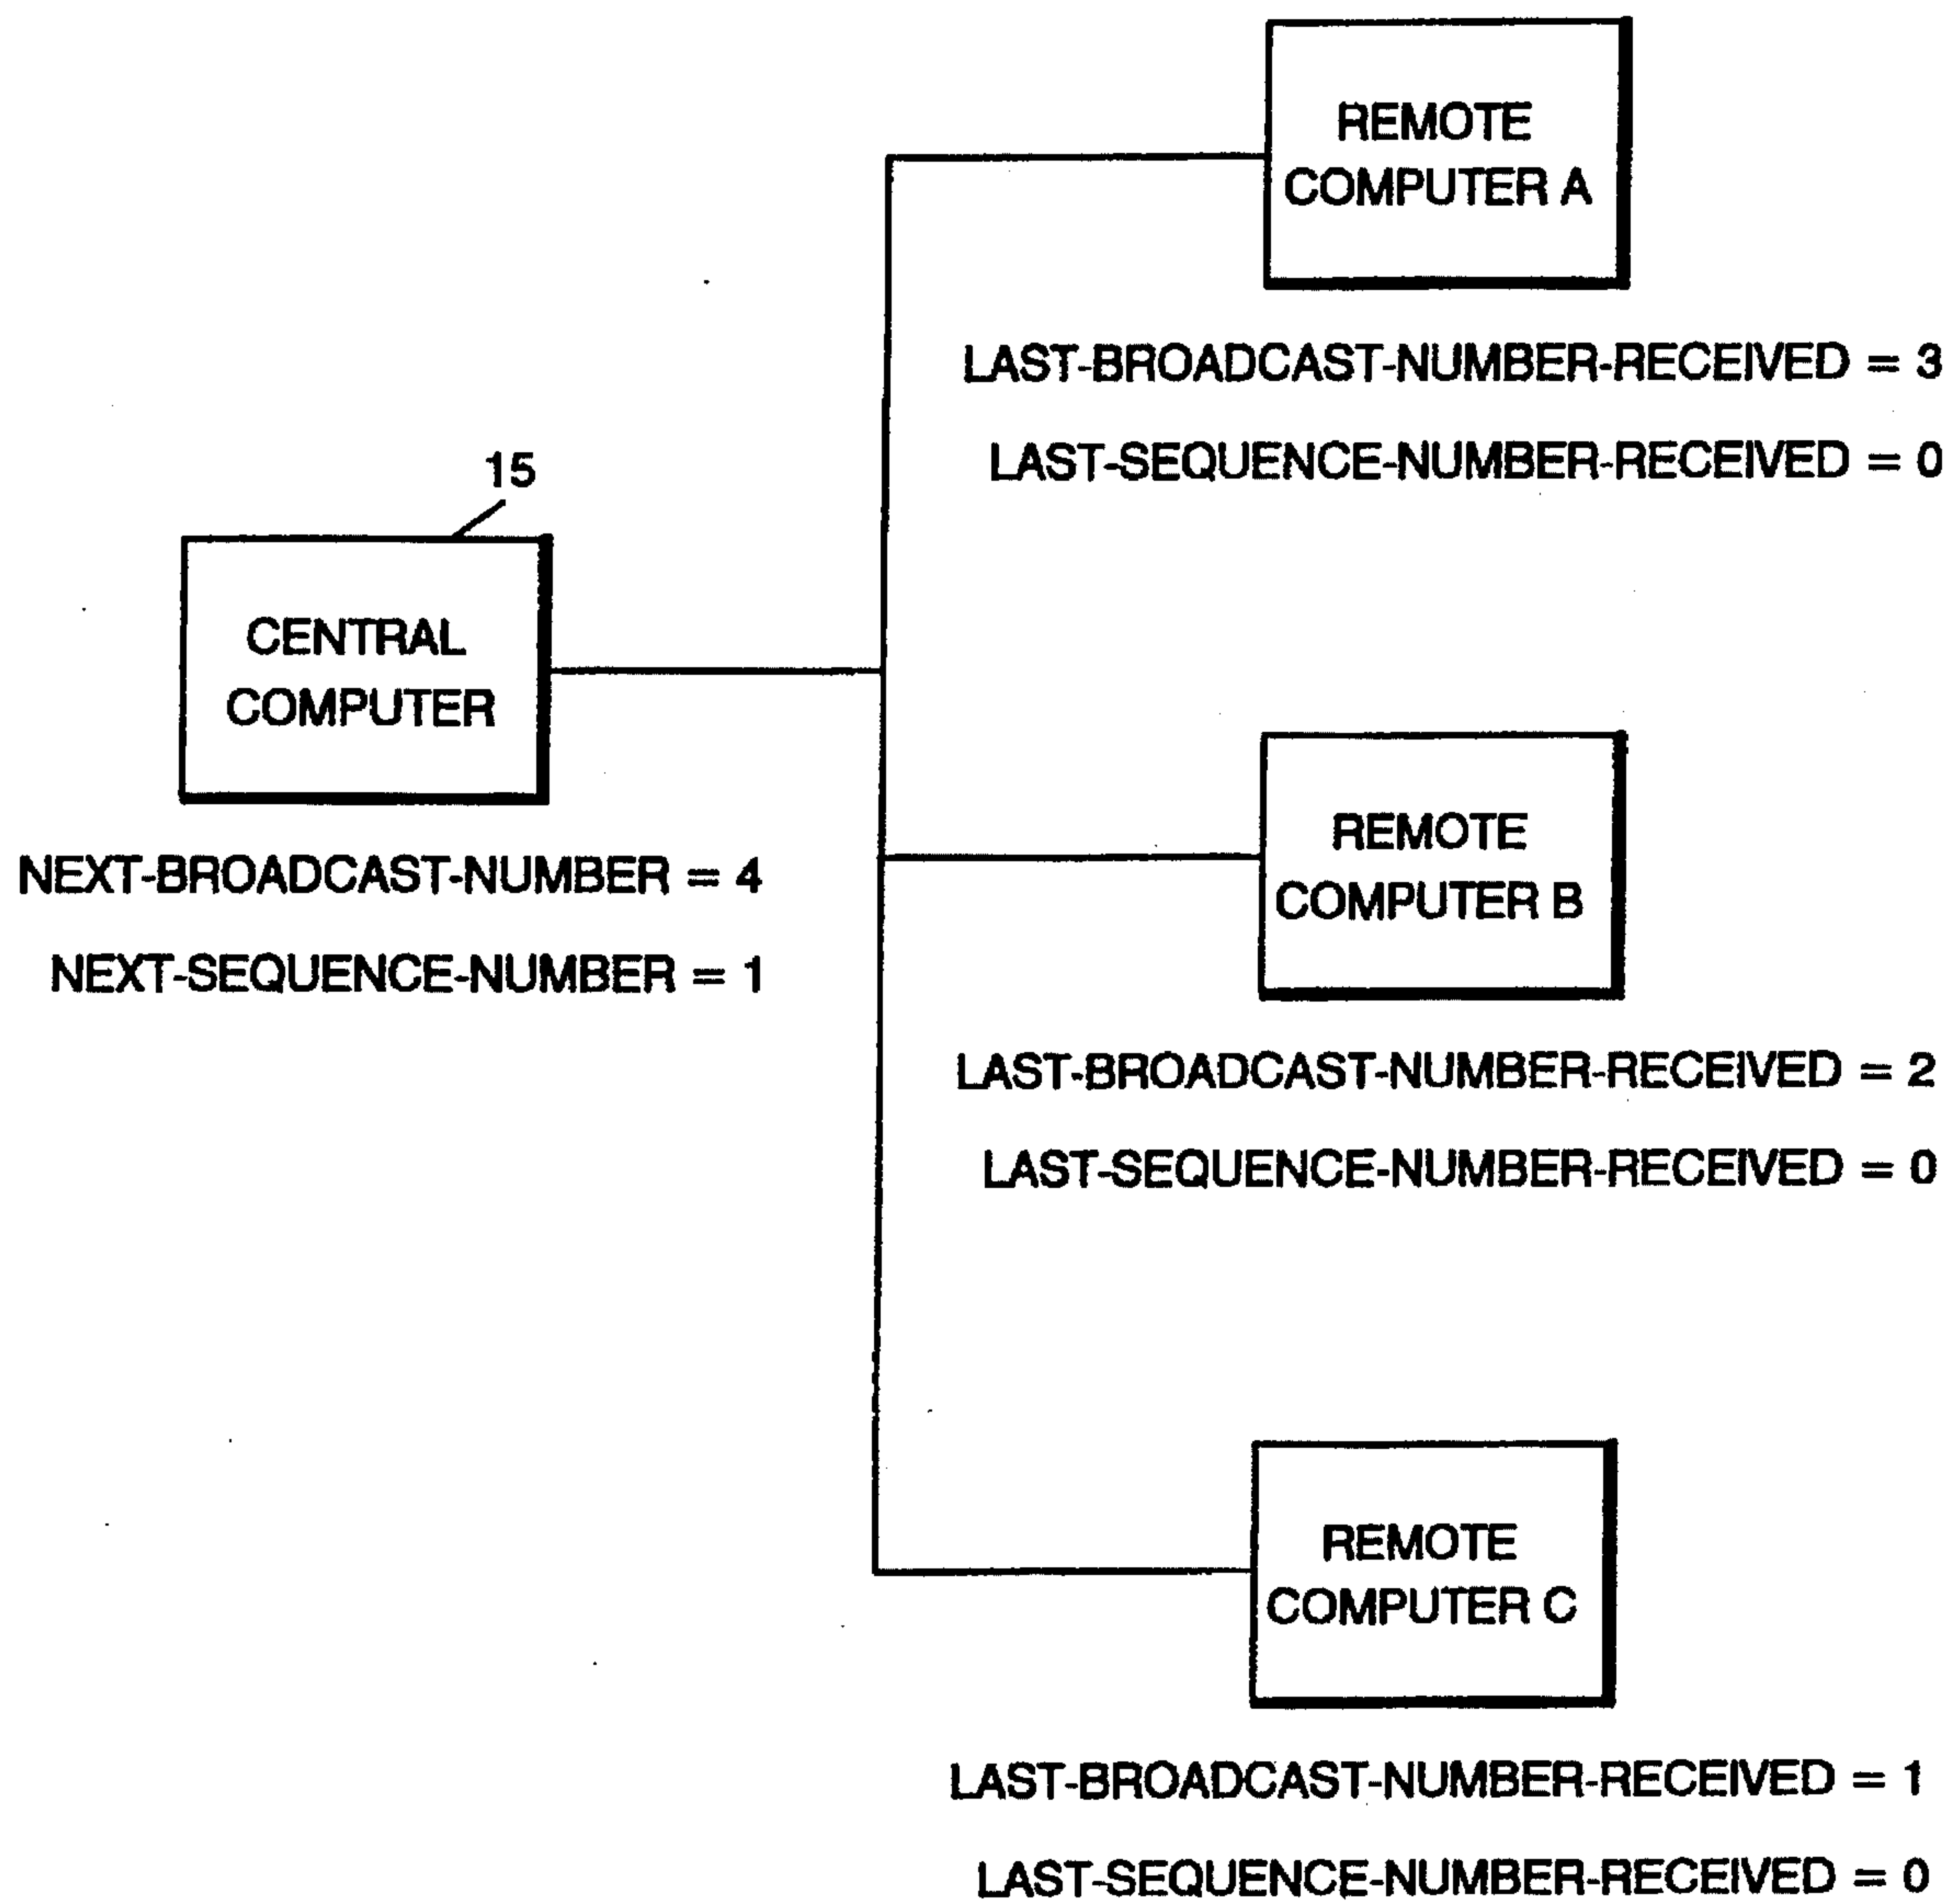 REMOTE
COMPUTER A
LAST-BROADCAST-NUMBER-RECEIVED = 3
LAST-SEQUENCE-NUMBER-RECEIVED = 0
15
CENTRAL
COMPUTER
NEXT-BROADCAST-NUMBER = 4
NEXT-SEQUENCE-NUMBER = 1
REMOTE
COMPUTER B
LAST-BROADCAST-NUMBER-RECEIVED = 2
LAST-SEQUENCE-NUMBER-RECEIVED = 0
REMOTE
COMPUTER C
LAST-BROADCAST-NUMBER-RECEIVED = 1
LAST-SEQUENCE-NUMBER-RECEIVED = 0